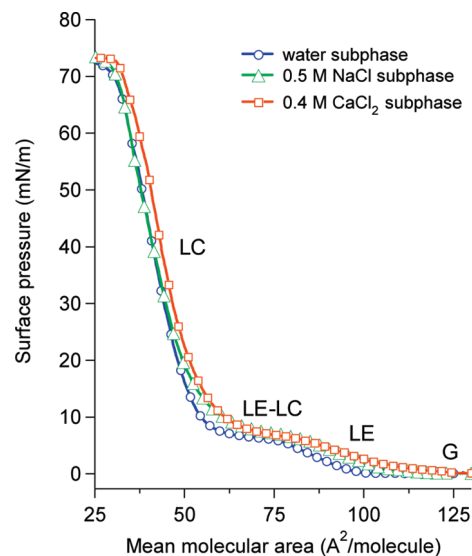 80
70
60
50
40
30
20
10
0
Surface pressure (mN/m)
water subphase
0.5 M NaCl subphase
0.4 M CaCl₂ subphase
LC
LE-LC
LE
G
25
50
75
100
125
Mean molecular area (A²/molecule)